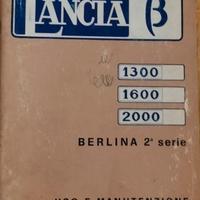 LANCIA β
1300
1600
2000
BERLINA 2ª serie
USO E MANUTENZIONE